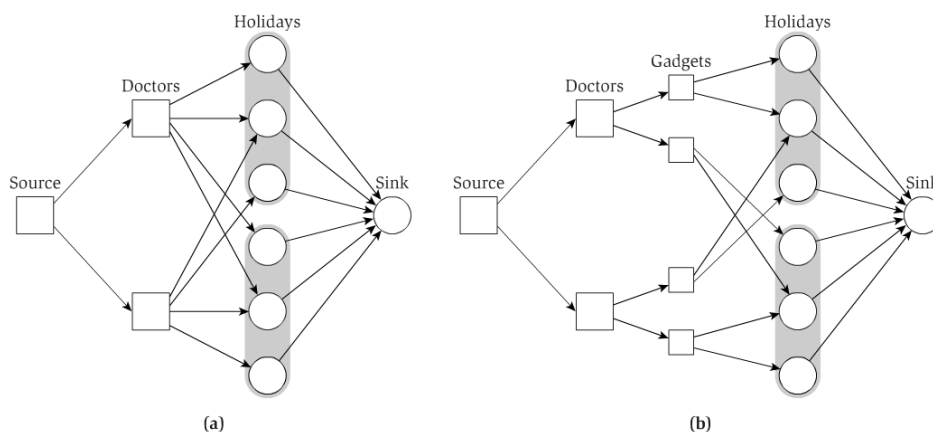 Holidays
Doctors
Source
Sink
(a)
Holidays
Gadgets
Doctors
Source
Sink
(b)